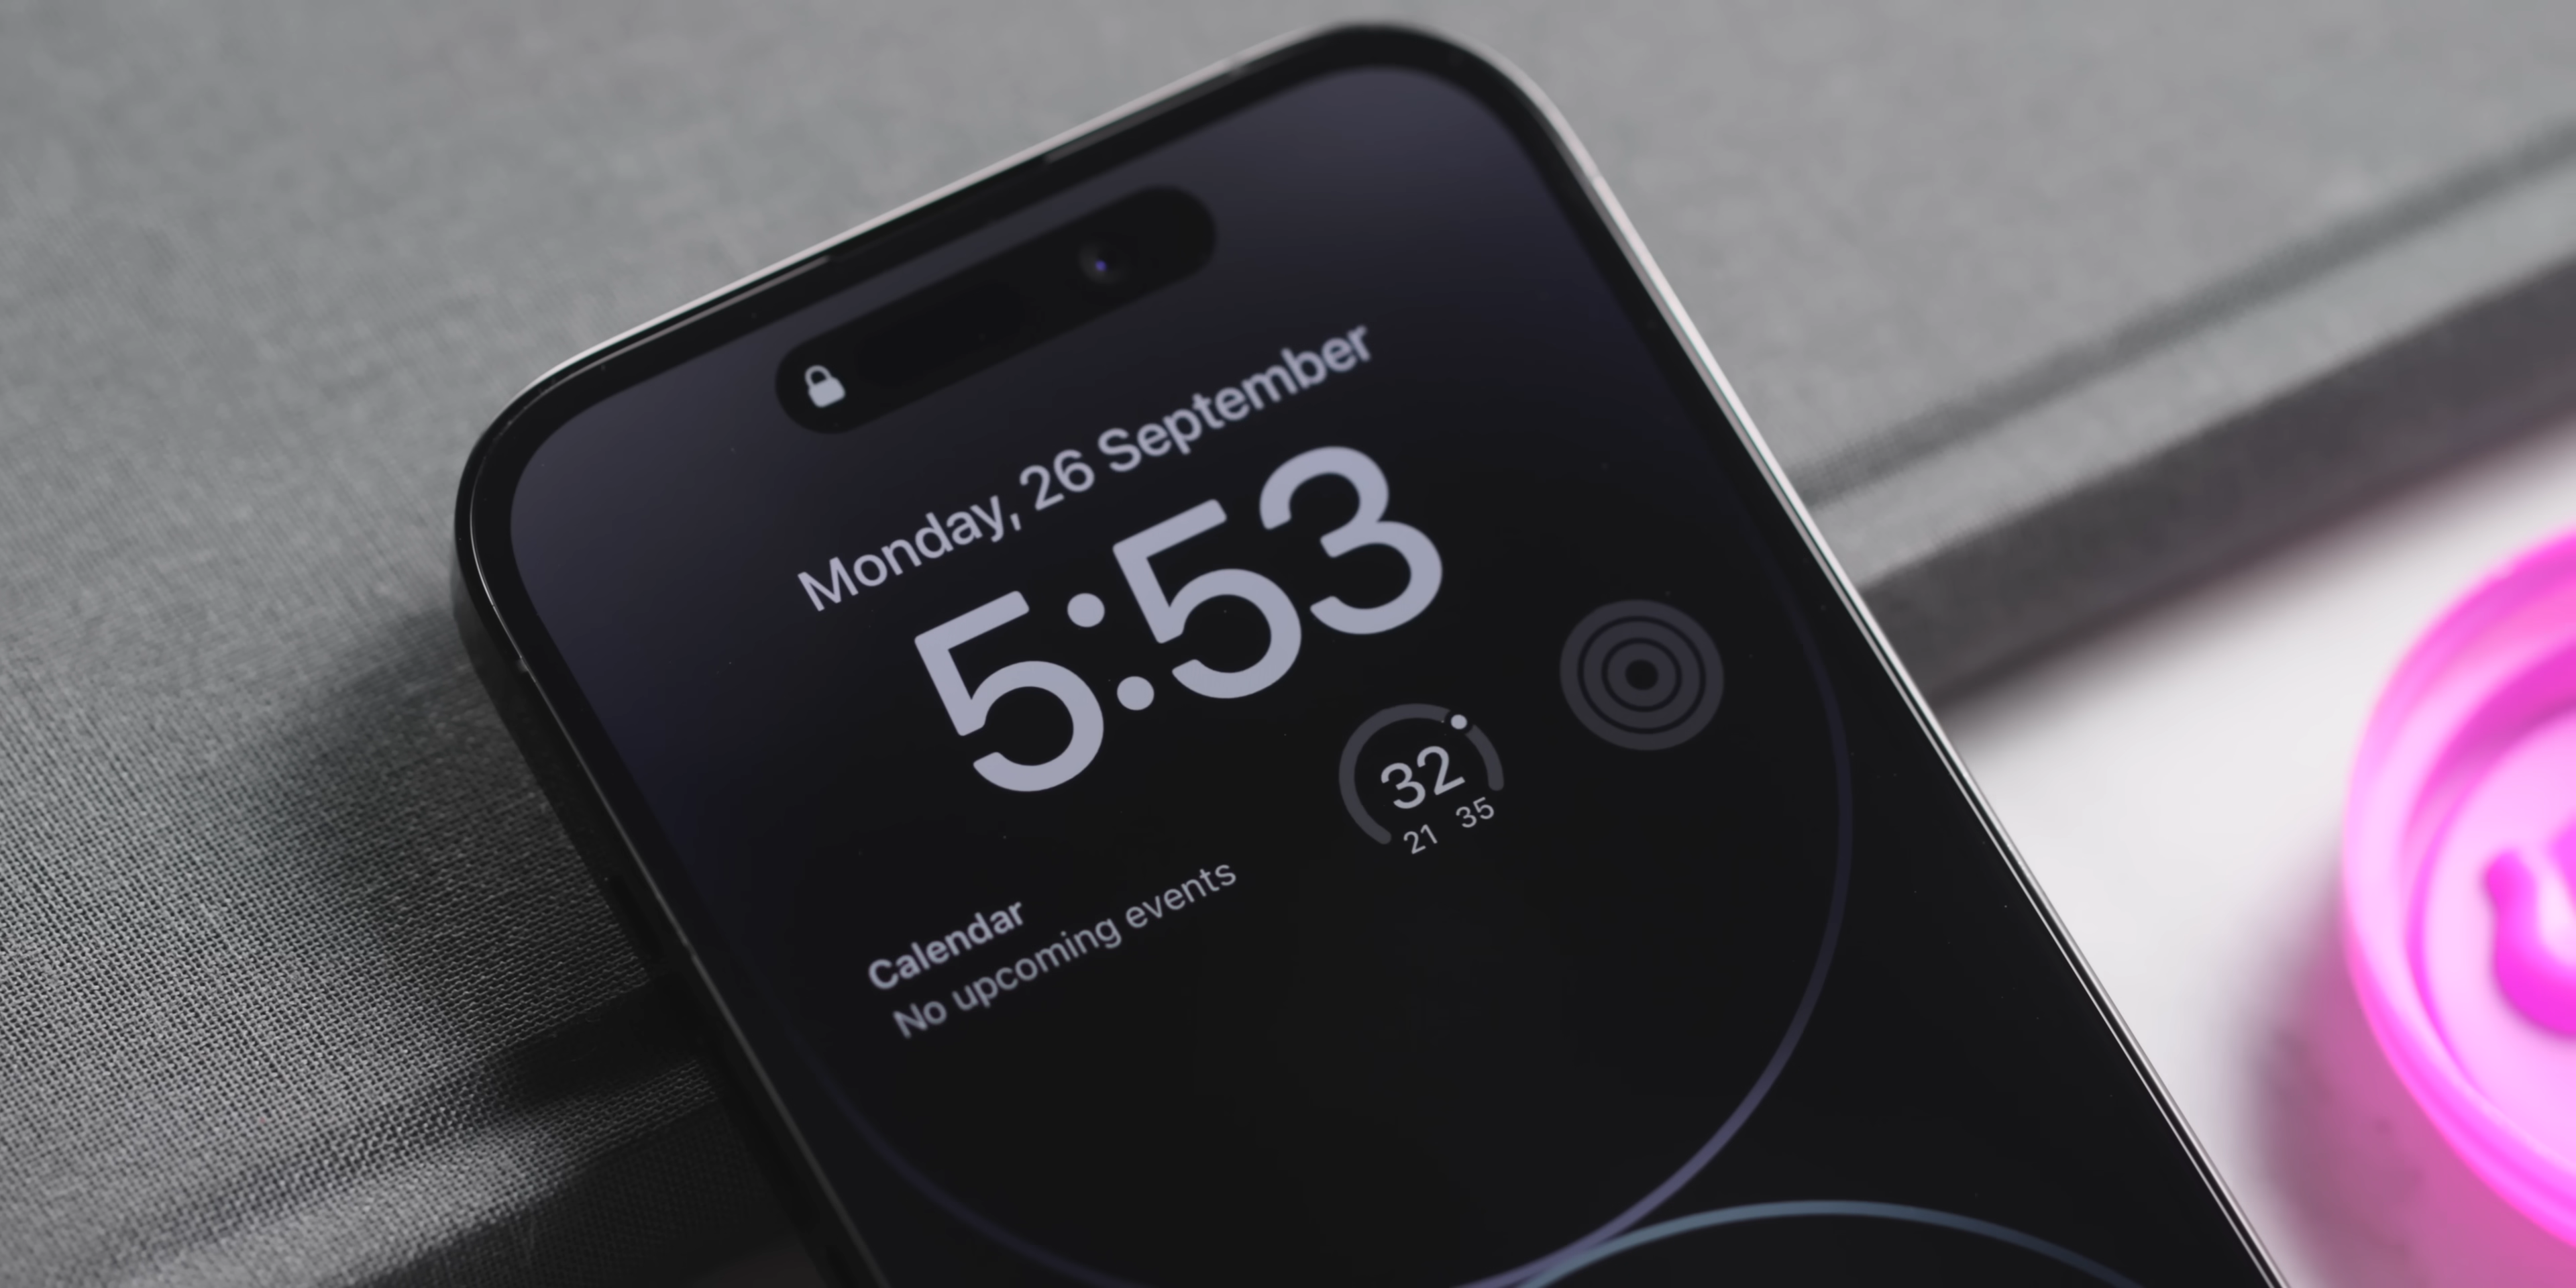 Monday, 26 September
5:53
32
21 35
Calendar
No upcoming events